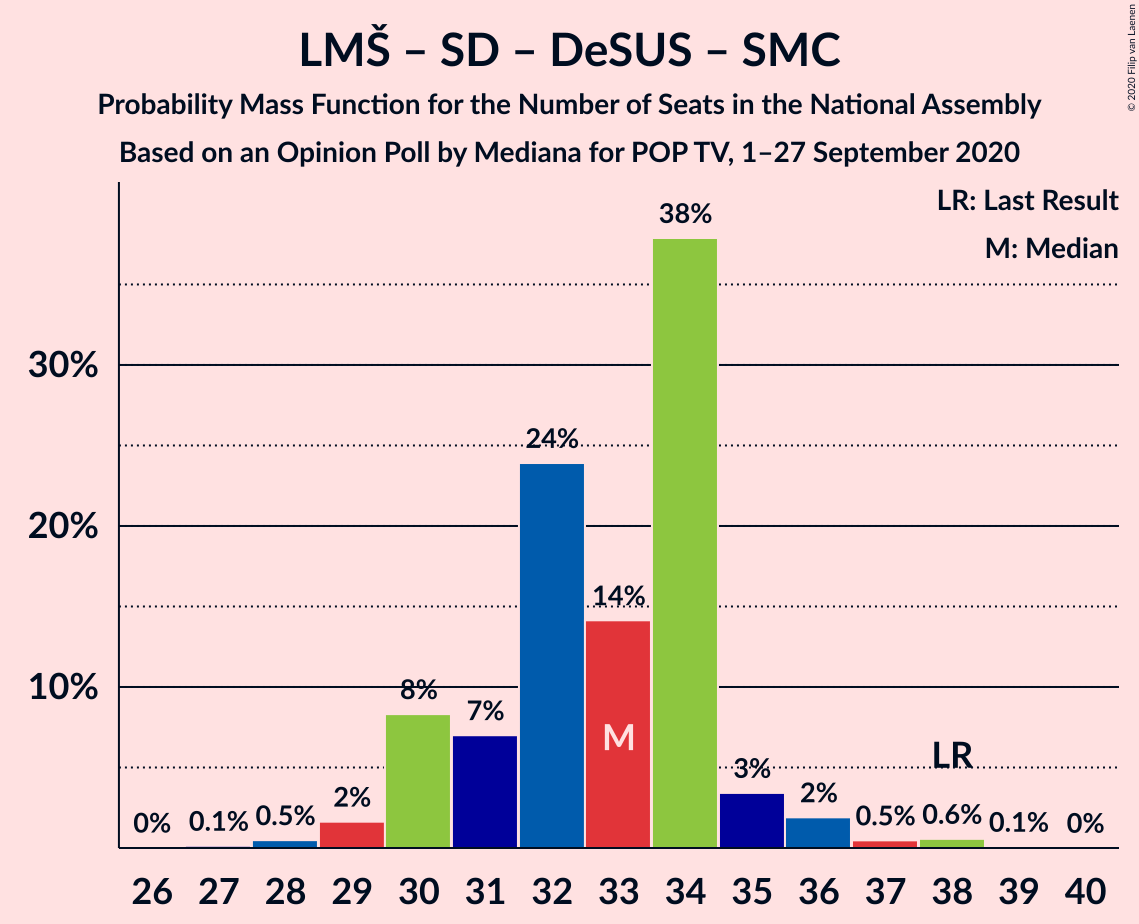 LMŠ – SD – DeSUS – SMC
Probability Mass Function for the Number of Seats in the National Assembly
Based on an Opinion Poll by Mediana for POP TV, 1–27 September 2020
© 2020 Filip van Laenen
LR: Last Result
M: Median
38%
30%
24%
20%
14%
10%
8%
7%
M
LR
3%
2%
2%
0%
0.1%
0.5%
0.5%
0.6%
0.1%
0%
26 27 28 29 30 31 32 33 34 35 36 37 38 39 40